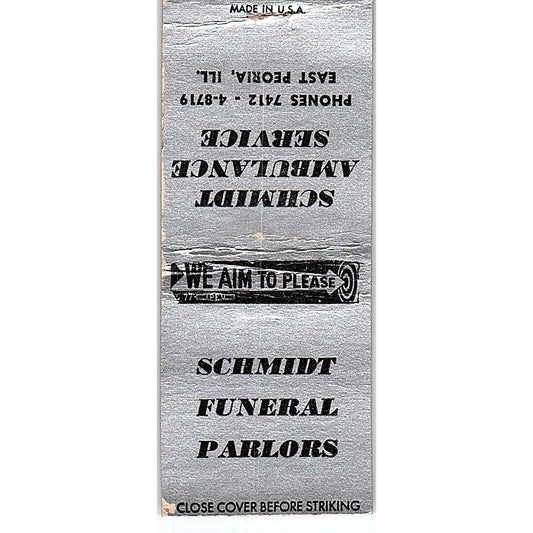 MADE IN U.S.A.
SCHMIDT
AMBULANCE
SERVICE
PHONES 7412 - 4-8719
EAST PEORIA, ILL.
WE AIM TO PLEASE
SCHMIDT
FUNERAL
PARLORS
CLOSE COVER BEFORE STRIKING